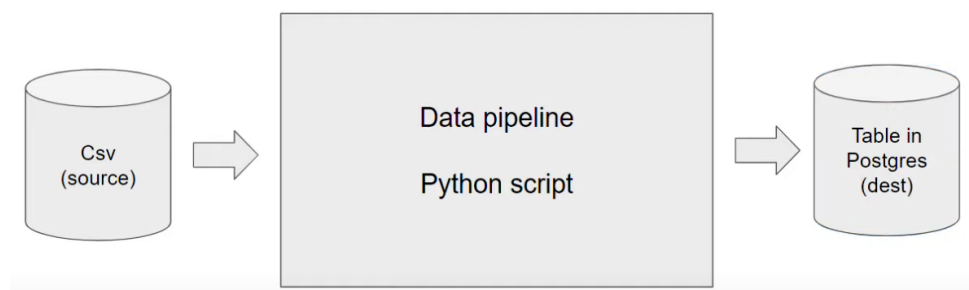 Csv
(source)
Data pipeline
Python script
Table in
Postgres
(dest)